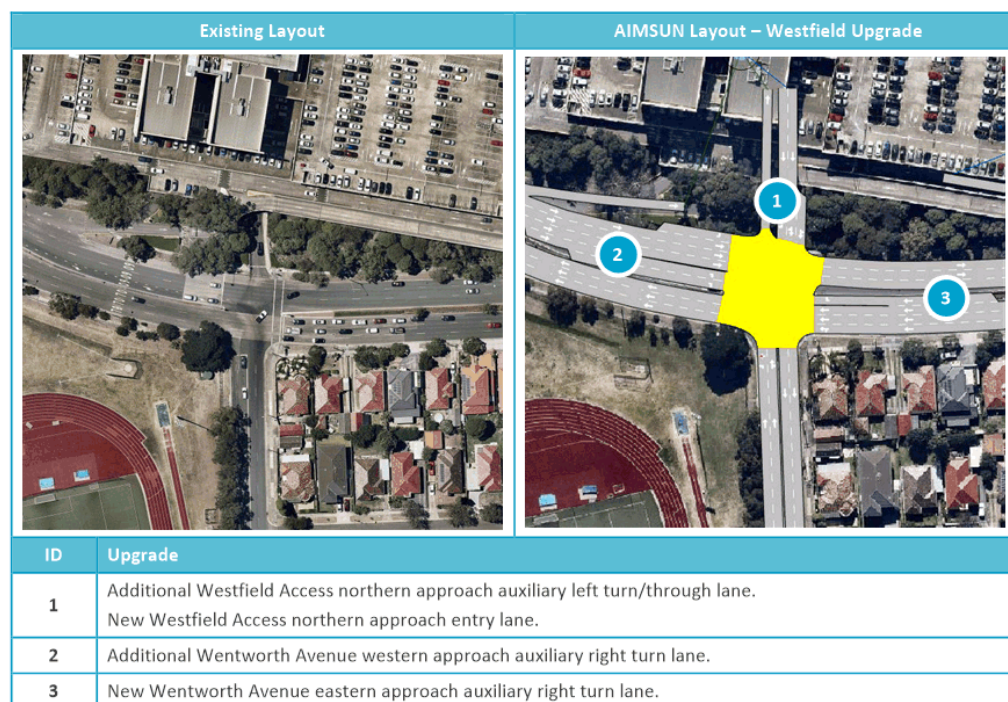 Existing Layout
AIMSUN Layout – Westfield Upgrade
1
2
3
ID Upgrade
1 Additional Westfield Access northern approach auxiliary left turn/through lane.
New Westfield Access northern approach entry lane.
2 Additional Wentworth Avenue western approach auxiliary right turn lane.
3 New Wentworth Avenue eastern approach auxiliary right turn lane.